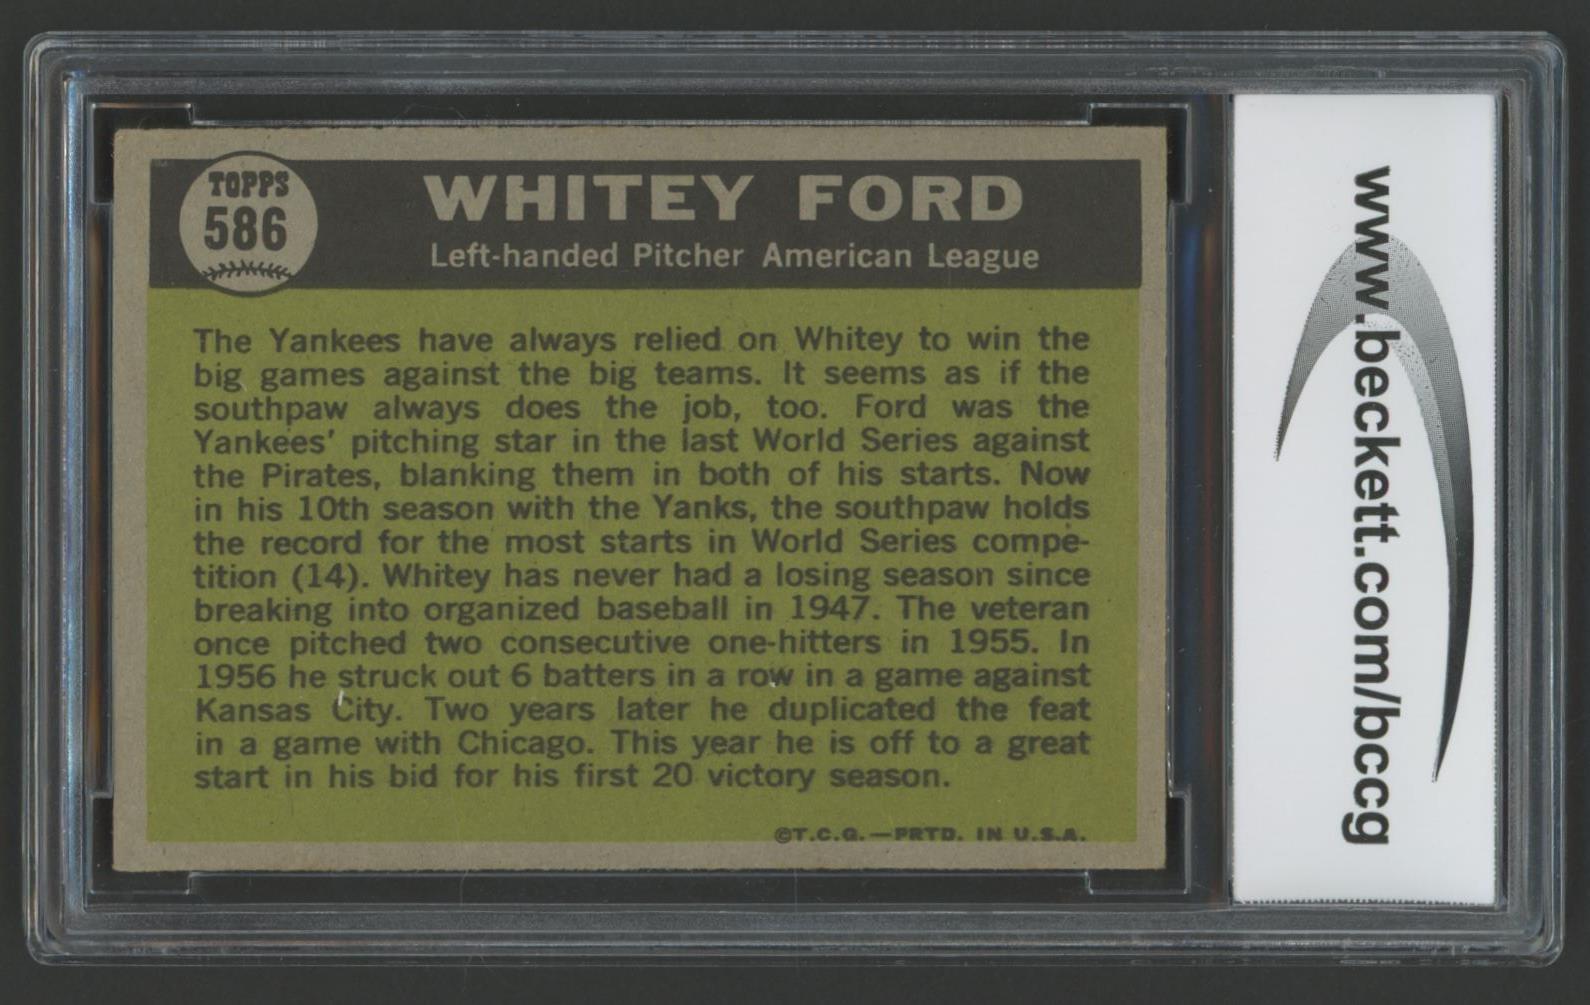 TOPPS
586
WHITEY FORD
Left-handed Pitcher American League
The Yankees have always relied on Whitey to win the
big games against the big teams. It seems as if the
southpaw always does the job, too. Ford was the
Yankees' pitching star in the last World Series against
the Pirates, blanking them in both of his starts. Now
in his 10th season with the Yanks, the southpaw holds
the record for the most starts in World Series compe-
tition (14). Whitey has never had a losing season since
breaking into organized baseball in 1947. The veteran
once pitched two consecutive one-hitters in 1955. In
1956 he struck out 6 batters in a row in a game against
Kansas City. Two years later he duplicated the feat
in a game with Chicago. This year he is off to a great
start in his bid for his first 20 victory season.
©T.C.G.—PRTD. IN U.S.A.
www.beckett.com/bccg